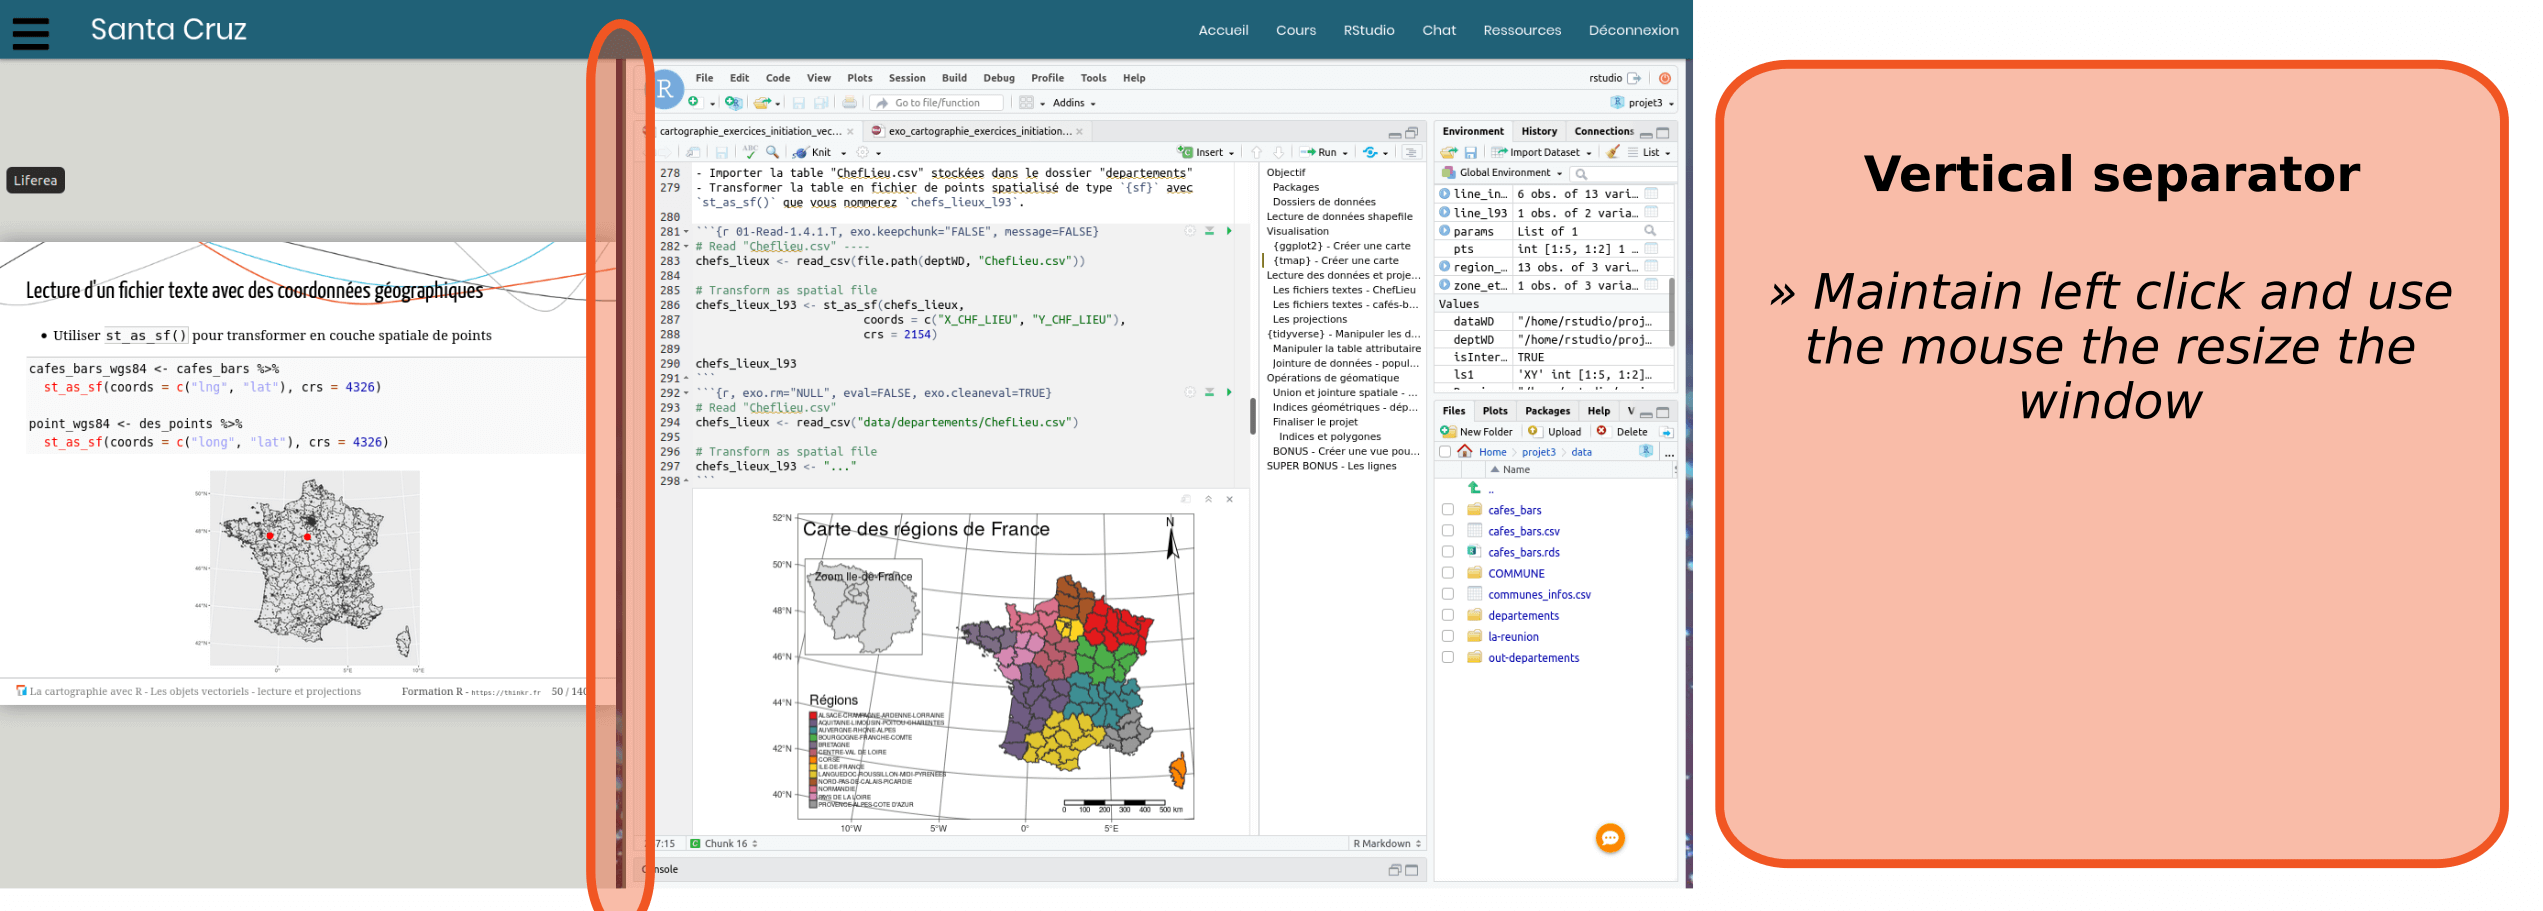 Santa Cruz
Accueil Cours RStudio Chat Ressources Déconnexion
Liferea
Lecture d'un fichier texte avec des coordonnées géographiques
• Utiliser st_as_sf() pour transformer en couche spatiale de points
cafes_bars_wgs84 <- cafes_bars %>%
st_as_sf(coords = c("lng", "lat"), crs = 4326)
point_wgs84 <- des_points %>%
st_as_sf(coords = c("long", "lat"), crs = 4326)
50°N
48°N
46°N
44°N
42°N
0° 5°E 10°E
La cartographie avec R - Les objets vectoriels - lecture et projections Formation R - https://thinkr.fr 50 / 140
R
File Edit Code View Plots Session Build Debug Profile Tools Help
rstudio
Go to file/function Addins
projet3
cartographie_exercices_initiation_vec... × exo_cartographie_exercices_initiation... ×
ABC Knit Insert Run
278 - Importer la table "ChefLieu.csv" stockées dans le dossier "departements"
279 - Transformer la table en fichier de points spatialisé de type `{sf}` avec
`st_as_sf()` que vous nommerez `chefs_lieux_l93`.
280
281 ```{r 01-Read-1.4.1.T, exo.keepchunk="FALSE", message=FALSE}
282 # Read "Cheflieu.csv" ----
283 chefs_lieux <- read_csv(file.path(deptWD, "ChefLieu.csv"))
284
285 # Transform as spatial file
286 chefs_lieux_l93 <- st_as_sf(chefs_lieux,
287 coords = c("X_CHF_LIEU", "Y_CHF_LIEU"),
288 crs = 2154)
289
290 chefs_lieux_l93
291 ```
292 ```{r, exo.rm="NULL", eval=FALSE, exo.cleaneval=TRUE}
293 # Read "Cheflieu.csv"
294 chefs_lieux <- read_csv("data/departements/ChefLieu.csv")
295
296 # Transform as spatial file
297 chefs_lieux_l93 <- "..."
298 ```
Objectif
Packages
Dossiers de données
Lecture de données shapefile
Visualisation
{ggplot2} - Créer une carte
{tmap} - Créer une carte
Lecture des données et proje...
Les fichiers textes - ChefLieu
Les fichiers textes - cafés-b...
Les projections
{tidyverse} - Manipuler les d...
Manipuler la table attributaire
Jointure de données - popul...
Opérations de géomatique
Union et jointure spatiale - ...
Indices géométriques - dép...
Finaliser le projet
Indices et polygones
BONUS - Créer une vue pou...
SUPER BONUS - Les lignes
Carte des régions de France
N
Zoom Ile-de-France
52°N
50°N
48°N
46°N
44°N
42°N
40°N
Régions
ALSACE-CHAMPAGNE-ARDENNE-LORRAINE
AQUITAINE-LIMOUSIN-POITOU-CHARENTES
AUVERGNE-RHONE-ALPES
BOURGOGNE-FRANCHE-COMTE
BRETAGNE
CENTRE-VAL DE LOIRE
CORSE
ILE-DE-FRANCE
LANGUEDOC-ROUSSILLON-MIDI-PYRENEES
NORD-PAS-DE-CALAIS-PICARDIE
NORMANDIE
PAYS DE LA LOIRE
PROVENCE-ALPES-COTE D'AZUR
0 100 200 300 400 500 km
10°W 5°W 0° 5°E
7:15 Chunk 16 R Markdown
Console
Environment History Connections
Import Dataset List
Global Environment
line_in... 6 obs. of 13 vari...
line_l93 1 obs. of 2 varia...
params List of 1
pts int [1:5, 1:2] 1 ...
region_... 13 obs. of 3 vari...
zone_et... 1 obs. of 3 varia...
Values
dataWD "/home/rstudio/proj...
deptWD "/home/rstudio/proj...
isInter... TRUE
ls1 'XY' int [1:5, 1:2]...
Files Plots Packages Help V
New Folder Upload Delete
Home projet3 data ...
Name
..
cafes_bars
cafes_bars.csv
cafes_bars.rds
COMMUNE
communes_infos.csv
departements
la-reunion
out-departements
Vertical separator
» Maintain left click and use
the mouse the resize the
window